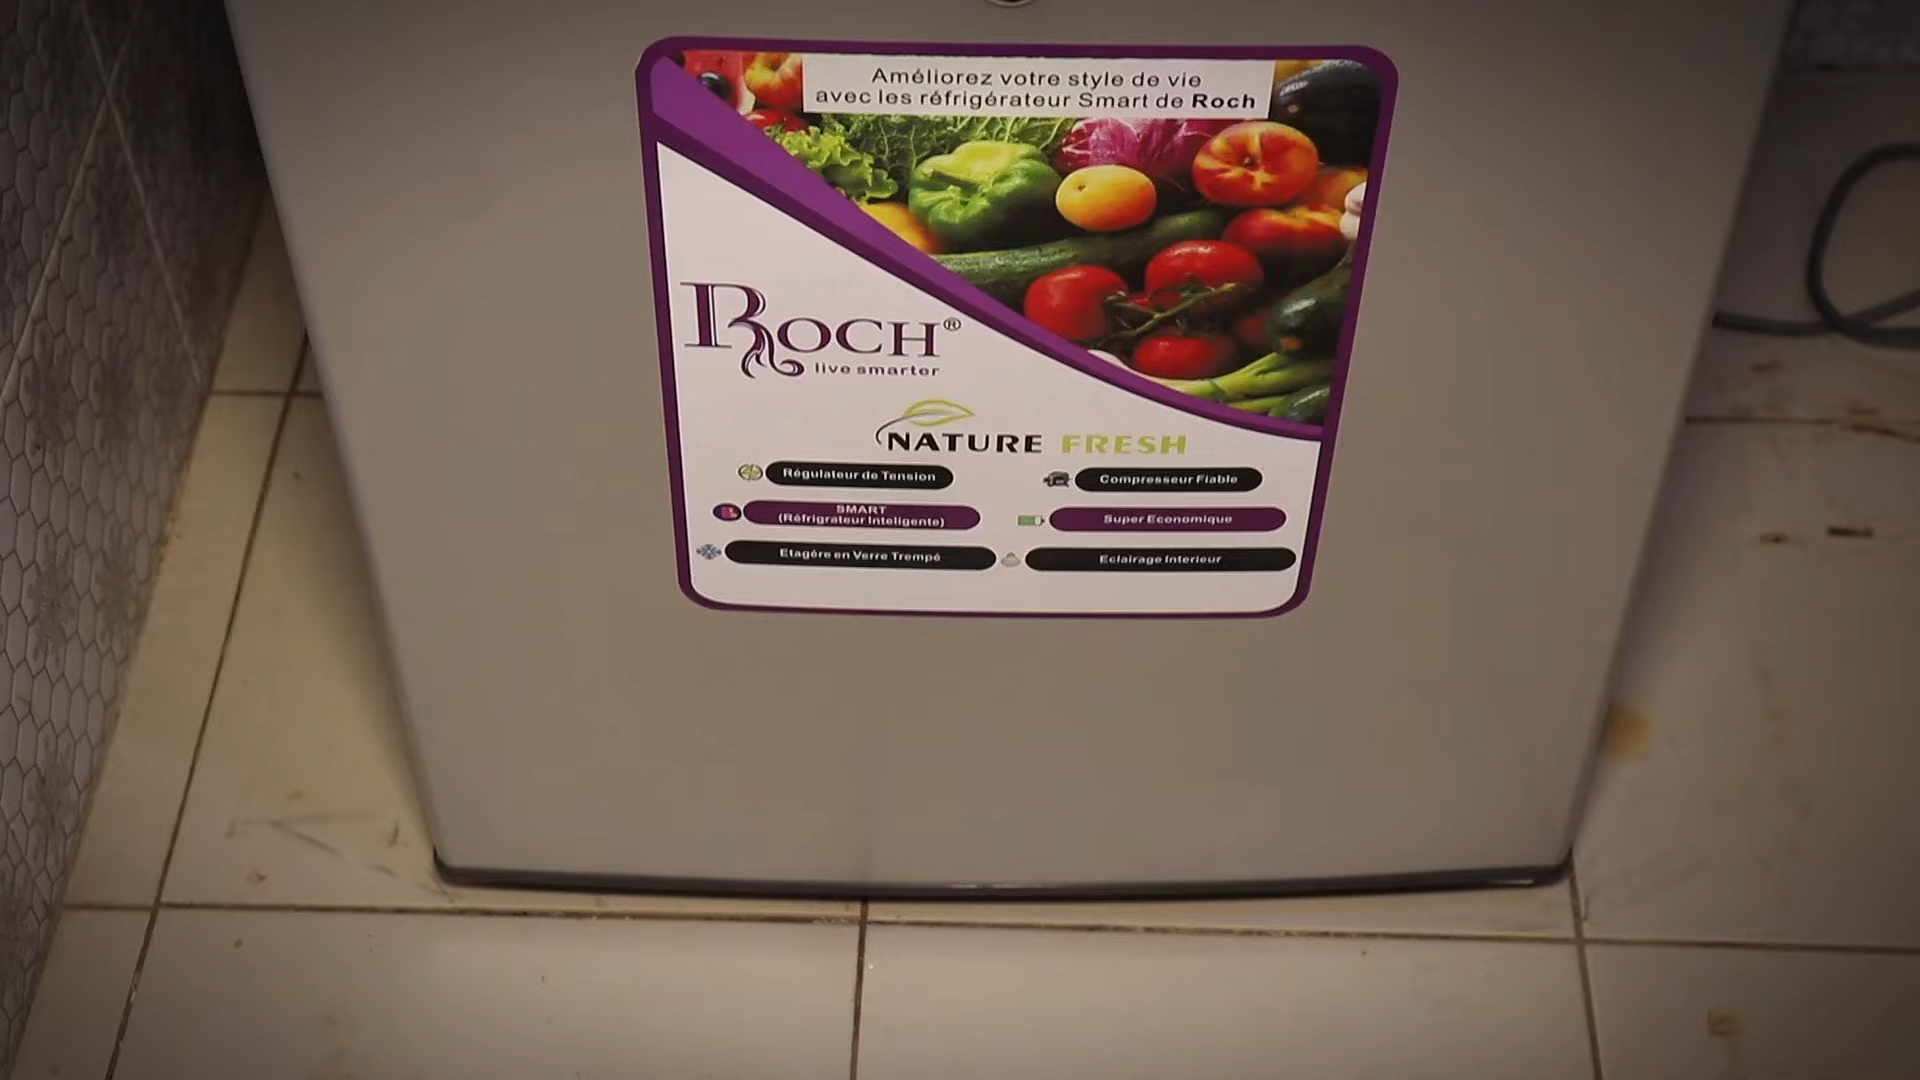 Améliorez votre style de vie
avec les réfrigérateur Smart de Roch
ROCH®
live smarter
NATURE FRESH
Régulateur de Tension
Compresseur Fiable
SMART
(Réfrigrateur Inteligente)
Super Economique
Etagère en Verre Trempé
Eclairage Interieur